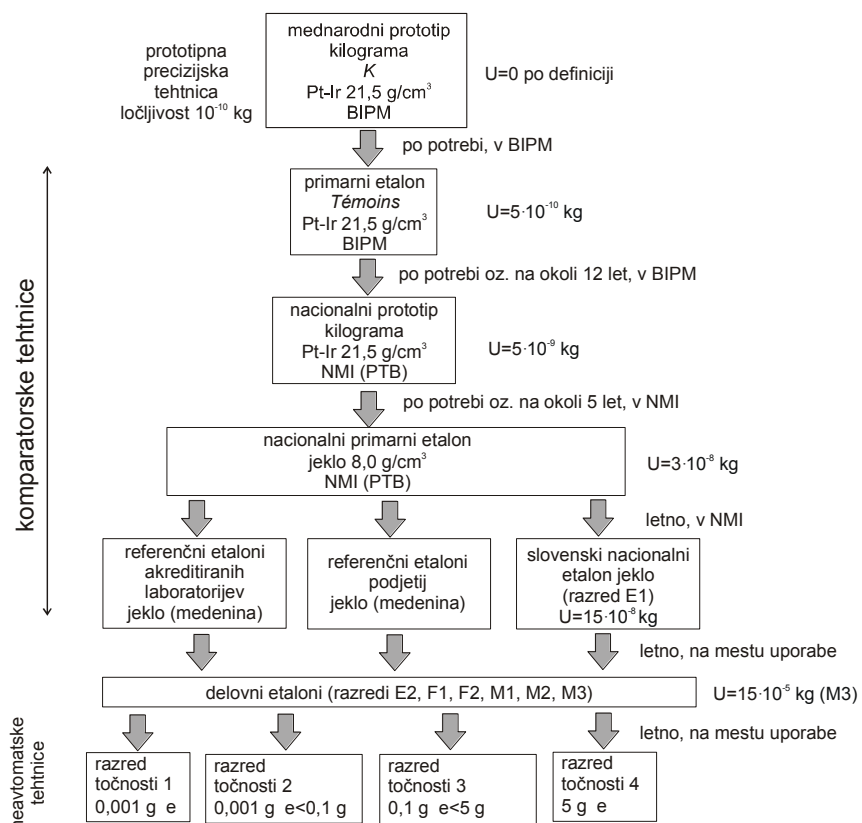 prototipna
precizijska
tehtnica
ločljivost 10⁻¹⁰ kg
mednarodni prototip
kilograma
K
Pt-Ir 21,5 g/cm³
BIPM
U=0 po definiciji
po potrebi, v BIPM
primarni etalon
Témoins
Pt-Ir 21,5 g/cm³
BIPM
U=5·10⁻¹⁰ kg
po potrebi oz. na okoli 12 let, v BIPM
nacionalni prototip
kilograma
Pt-Ir 21,5 g/cm³
NMI (PTB)
U=5·10⁻⁹ kg
po potrebi oz. na okoli 5 let, v NMI
nacionalni primarni etalon
jeklo 8,0 g/cm³
NMI (PTB)
U=3·10⁻⁸ kg
letno, v NMI
komparatorske tehtnice
referenčni etaloni
akreditiranih
laboratorijev
jeklo (medenina)
referenčni etaloni
podjetij
jeklo (medenina)
slovenski nacionalni
etalon jeklo
(razred E1)
U=15·10⁻⁸ kg
letno, na mestu uporabe
delovni etaloni (razredi E2, F1, F2, M1, M2, M3)
U=15·10⁻⁵ kg (M3)
letno, na mestu uporabe
neavtomatske
tehtnice
razred
točnosti 1
0,001 g e
razred
točnosti 2
0,001 g e<0,1 g
razred
točnosti 3
0,1 g e<5 g
razred
točnosti 4
5 g e